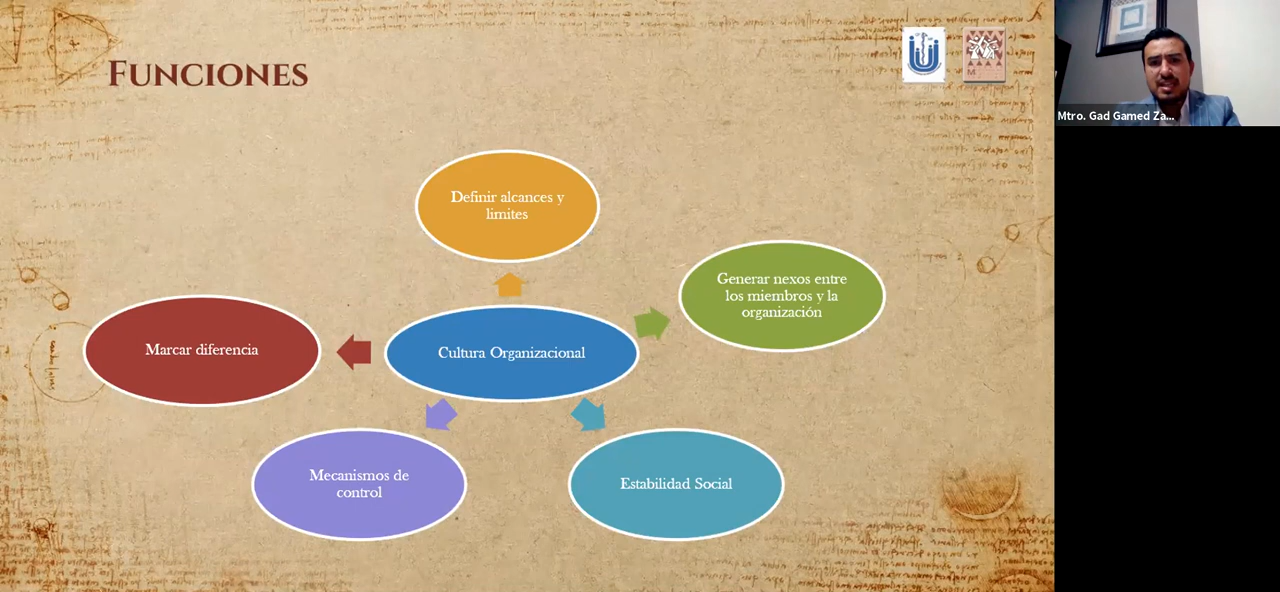 FUNCIONES
Mtro. Gad Gamed Za...
Definir alcances y
limites
Generar nexos entre
los miembros y la
organización
Marcar diferencia
Cultura Organizacional
Mecanismos de
control
Estabilidad Social